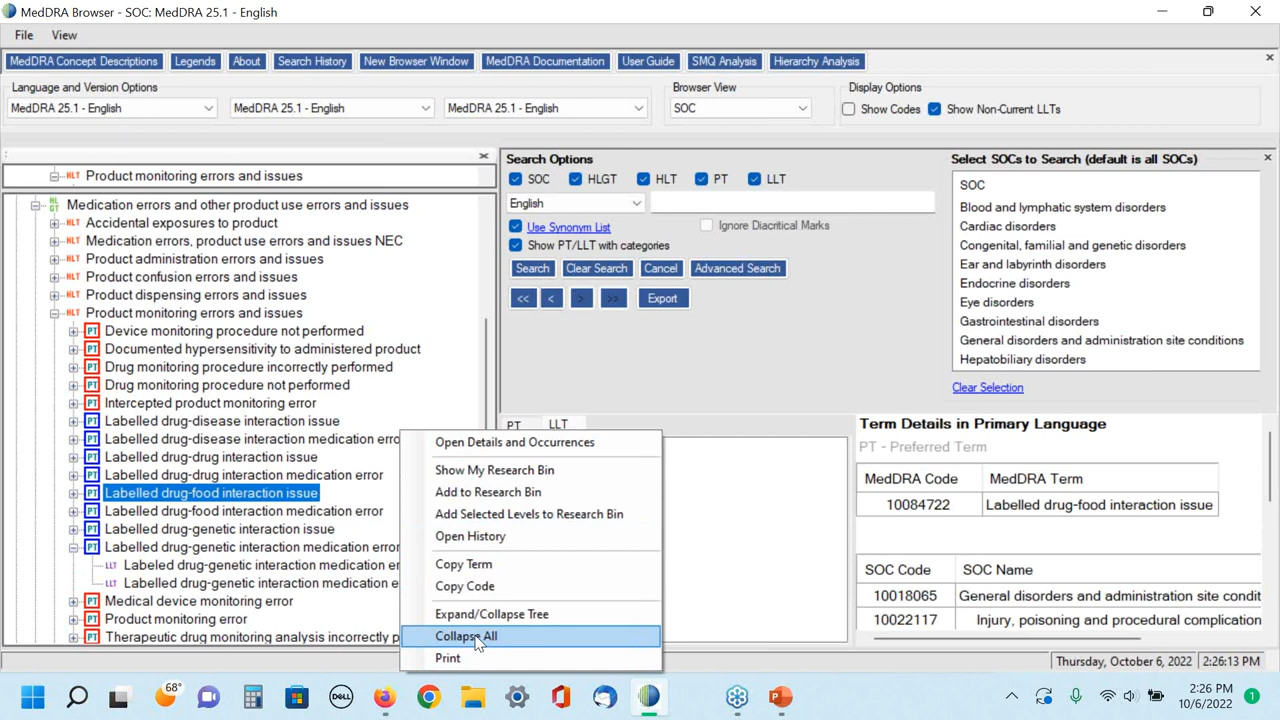 MedDRA Browser - SOC: MedDRA 25.1 - English
File View
MedDRA Concept Descriptions Legends About Search History New Browser Window MedDRA Documentation User Guide SMQ Analysis Hierarchy Analysis
Language and Version Options
MedDRA 25.1 - English MedDRA 25.1 - English MedDRA 25.1 - English
Browser View
SOC
Display Options
Show Codes Show Non-Current LLTs
HLT Product monitoring errors and issues
HLGT Medication errors and other product use errors and issues
HLT Accidental exposures to product
HLT Medication errors, product use errors and issues NEC
HLT Product administration errors and issues
HLT Product confusion errors and issues
HLT Product dispensing errors and issues
HLT Product monitoring errors and issues
PT Device monitoring procedure not performed
PT Documented hypersensitivity to administered product
PT Drug monitoring procedure incorrectly performed
PT Drug monitoring procedure not performed
PT Intercepted product monitoring error
PT Labelled drug-disease interaction issue
PT Labelled drug-disease interaction medication erro
PT Labelled drug-drug interaction issue
PT Labelled drug-drug interaction medication error
PT Labelled drug-food interaction issue
PT Labelled drug-food interaction medication error
PT Labelled drug-genetic interaction issue
PT Labelled drug-genetic interaction medication erro
LLT Labeled drug-genetic interaction medication er
LLT Labelled drug-genetic interaction medication e
PT Medical device monitoring error
PT Product monitoring error
PT Therapeutic drug monitoring analysis incorrectly p
Open Details and Occurrences
Show My Research Bin
Add to Research Bin
Add Selected Levels to Research Bin
Open History
Copy Term
Copy Code
Expand/Collapse Tree
Collapse All
Print
Search Options
SOC HLGT HLT PT LLT
English
Use Synonym List Ignore Diacritical Marks
Show PT/LLT with categories
Search Clear Search Cancel Advanced Search
<< < > >> Export
PT LLT
Select SOCs to Search (default is all SOCs)
SOC
Blood and lymphatic system disorders
Cardiac disorders
Congenital, familial and genetic disorders
Ear and labyrinth disorders
Endocrine disorders
Eye disorders
Gastrointestinal disorders
General disorders and administration site conditions
Hepatobiliary disorders
Clear Selection
Term Details in Primary Language
PT - Preferred Term
MedDRA Code MedDRA Term
10084722 Labelled drug-food interaction issue
SOC Code SOC Name
10018065 General disorders and administration site condit
10022117 Injury, poisoning and procedural complication
Thursday, October 6, 2022 2:26:13 PM
68°
DELL
2:26 PM
10/6/2022
1